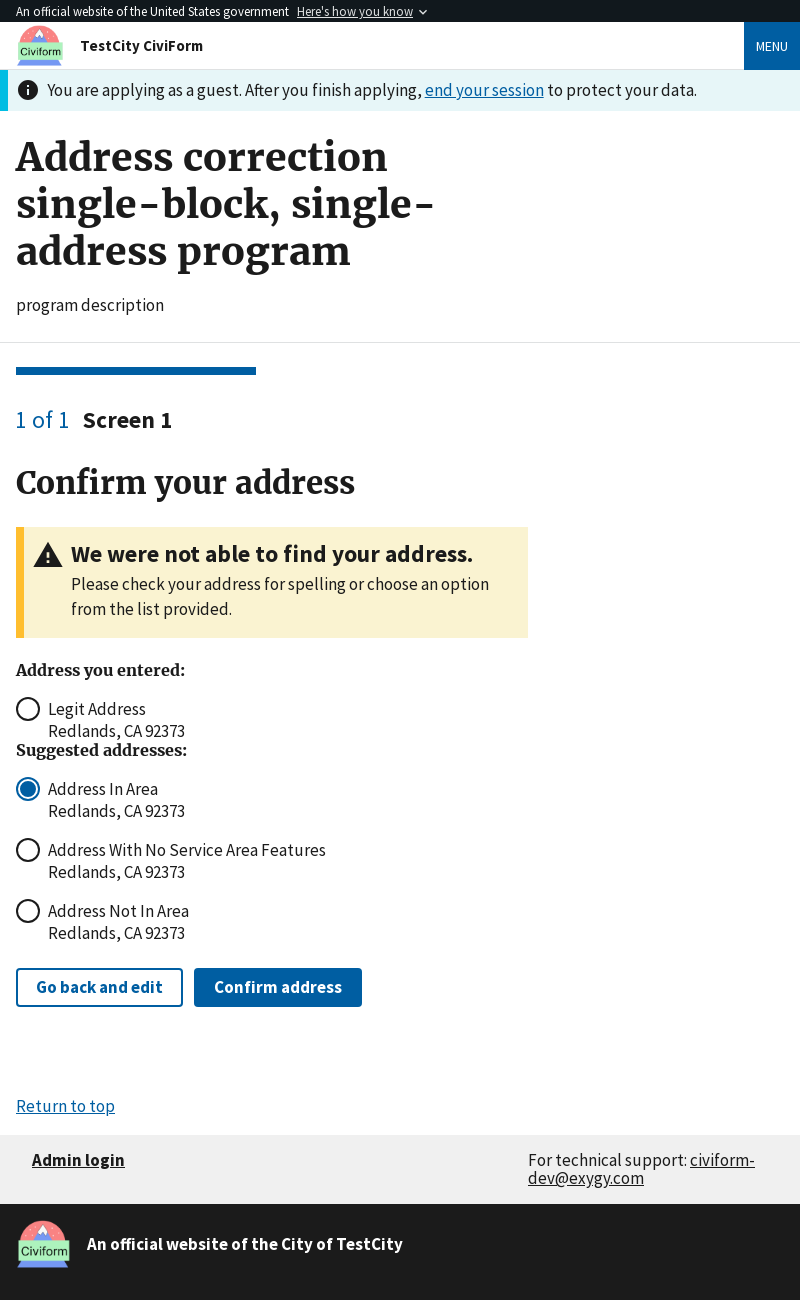 An official website of the United States government Here's how you know
Civiform
TestCity CiviForm
MENU
You are applying as a guest. After you finish applying, end your session to protect your data.
Address correction
single-block, single-
address program
program description
1 of 1 Screen 1
Confirm your address
We were not able to find your address.
Please check your address for spelling or choose an option
from the list provided.
Address you entered:
Legit Address
Redlands, CA 92373
Suggested addresses:
Address In Area
Redlands, CA 92373
Address With No Service Area Features
Redlands, CA 92373
Address Not In Area
Redlands, CA 92373
Go back and edit
Confirm address
Return to top
Admin login
For technical support: civiform-
dev@exygy.com
Civiform
An official website of the City of TestCity